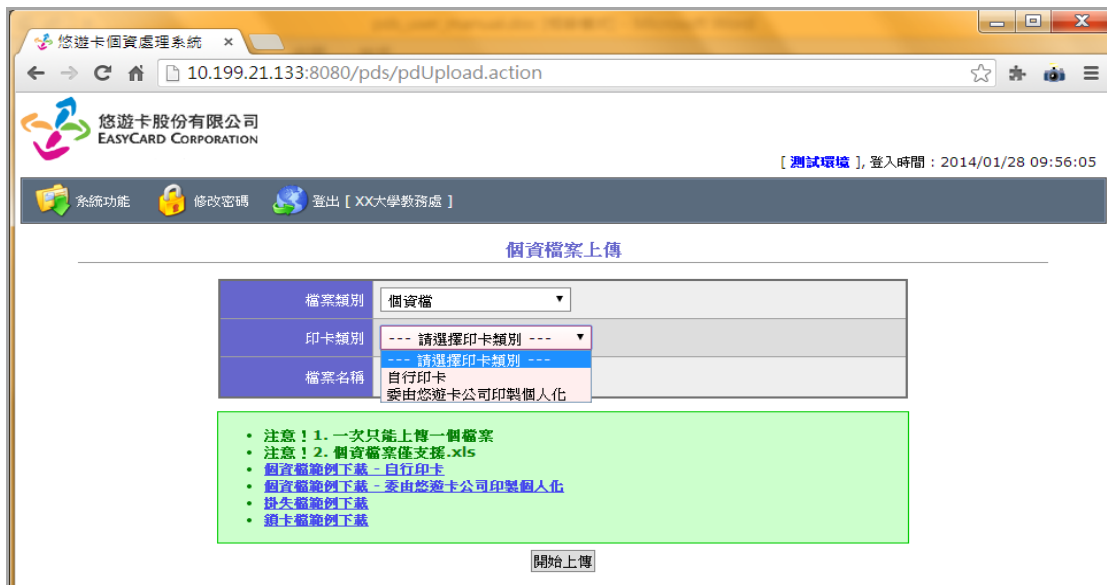 悠遊卡個資處理系統
10.199.21.133:8080/pds/pdUpload.action
悠遊卡股份有限公司
EASYCARD CORPORATION
[ 測試環境 ], 登入時間 : 2014/01/28 09:56:05
系統功能 修改密碼 登出 [ XX大學教務處 ]
個資檔案上傳
檔案類別 個資檔
印卡類別 --- 請選擇印卡類別 ---
--- 請選擇印卡類別 ---
檔案名稱 自行印卡
委由悠遊卡公司印製個人化
• 注意！1. 一次只能上傳一個檔案
• 注意！2. 個資檔案僅支援.xls
• 個資檔範例下載 - 自行印卡
• 個資檔範例下載 - 委由悠遊卡公司印製個人化
• 掛失檔範例下載
• 鎖卡檔範例下載
開始上傳